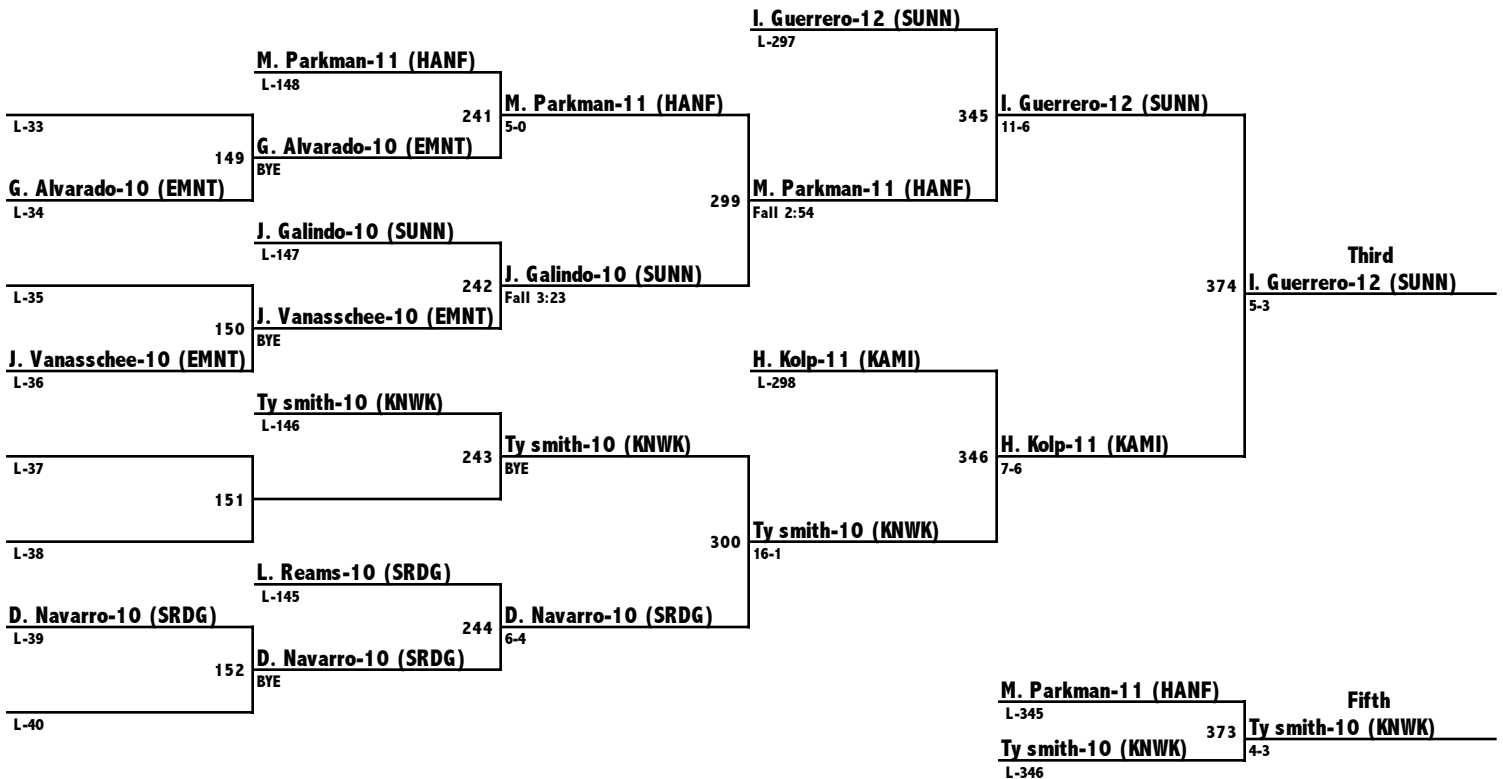 I. Guerrero-12 (SUNN)
L-297
M. Parkman-11 (HANF)
L-148
241
M. Parkman-11 (HANF)
5-0
345
I. Guerrero-12 (SUNN)
11-6
L-33
149
G. Alvarado-10 (EMNT)
BYE
G. Alvarado-10 (EMNT)
L-34
299
M. Parkman-11 (HANF)
Fall 2:54
J. Galindo-10 (SUNN)
L-147
L-35
242
J. Galindo-10 (SUNN)
Fall 3:23
150
J. Vanasschee-10 (EMNT)
BYE
J. Vanasschee-10 (EMNT)
L-36
Third
374
I. Guerrero-12 (SUNN)
5-3
H. Kolp-11 (KAMI)
L-298
Ty smith-10 (KNWK)
L-146
243
Ty smith-10 (KNWK)
BYE
346
H. Kolp-11 (KAMI)
7-6
L-37
151
L-38
300
Ty smith-10 (KNWK)
16-1
L. Reams-10 (SRDG)
L-145
D. Navarro-10 (SRDG)
L-39
244
D. Navarro-10 (SRDG)
6-4
152
D. Navarro-10 (SRDG)
BYE
L-40
M. Parkman-11 (HANF)
L-345
Fifth
373
Ty smith-10 (KNWK)
4-3
Ty smith-10 (KNWK)
L-346